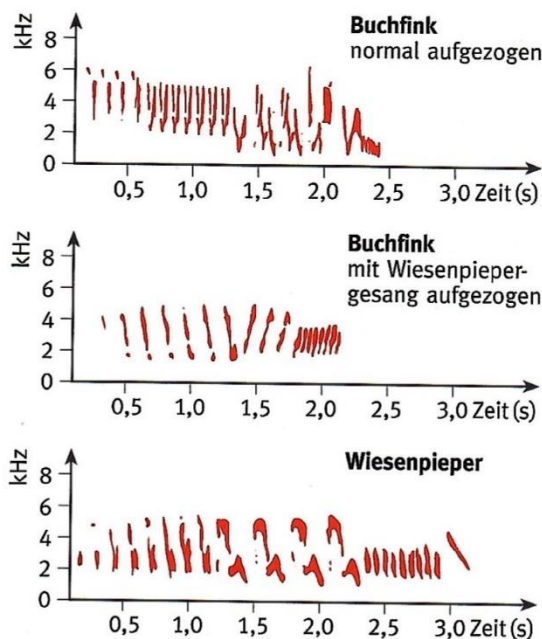 kHz
Buchfink
normal aufgezogen
8
6
4
2
0
0,5 1,0 1,5 2,0 2,5 3,0 Zeit (s)
kHz
Buchfink
mit Wiesenpieper-
gesang aufgezogen
8
6
4
2
0
0,5 1,0 1,5 2,0 2,5 3,0 Zeit (s)
kHz
Wiesenpieper
8
6
4
2
0
0,5 1,0 1,5 2,0 2,5 3,0 Zeit (s)